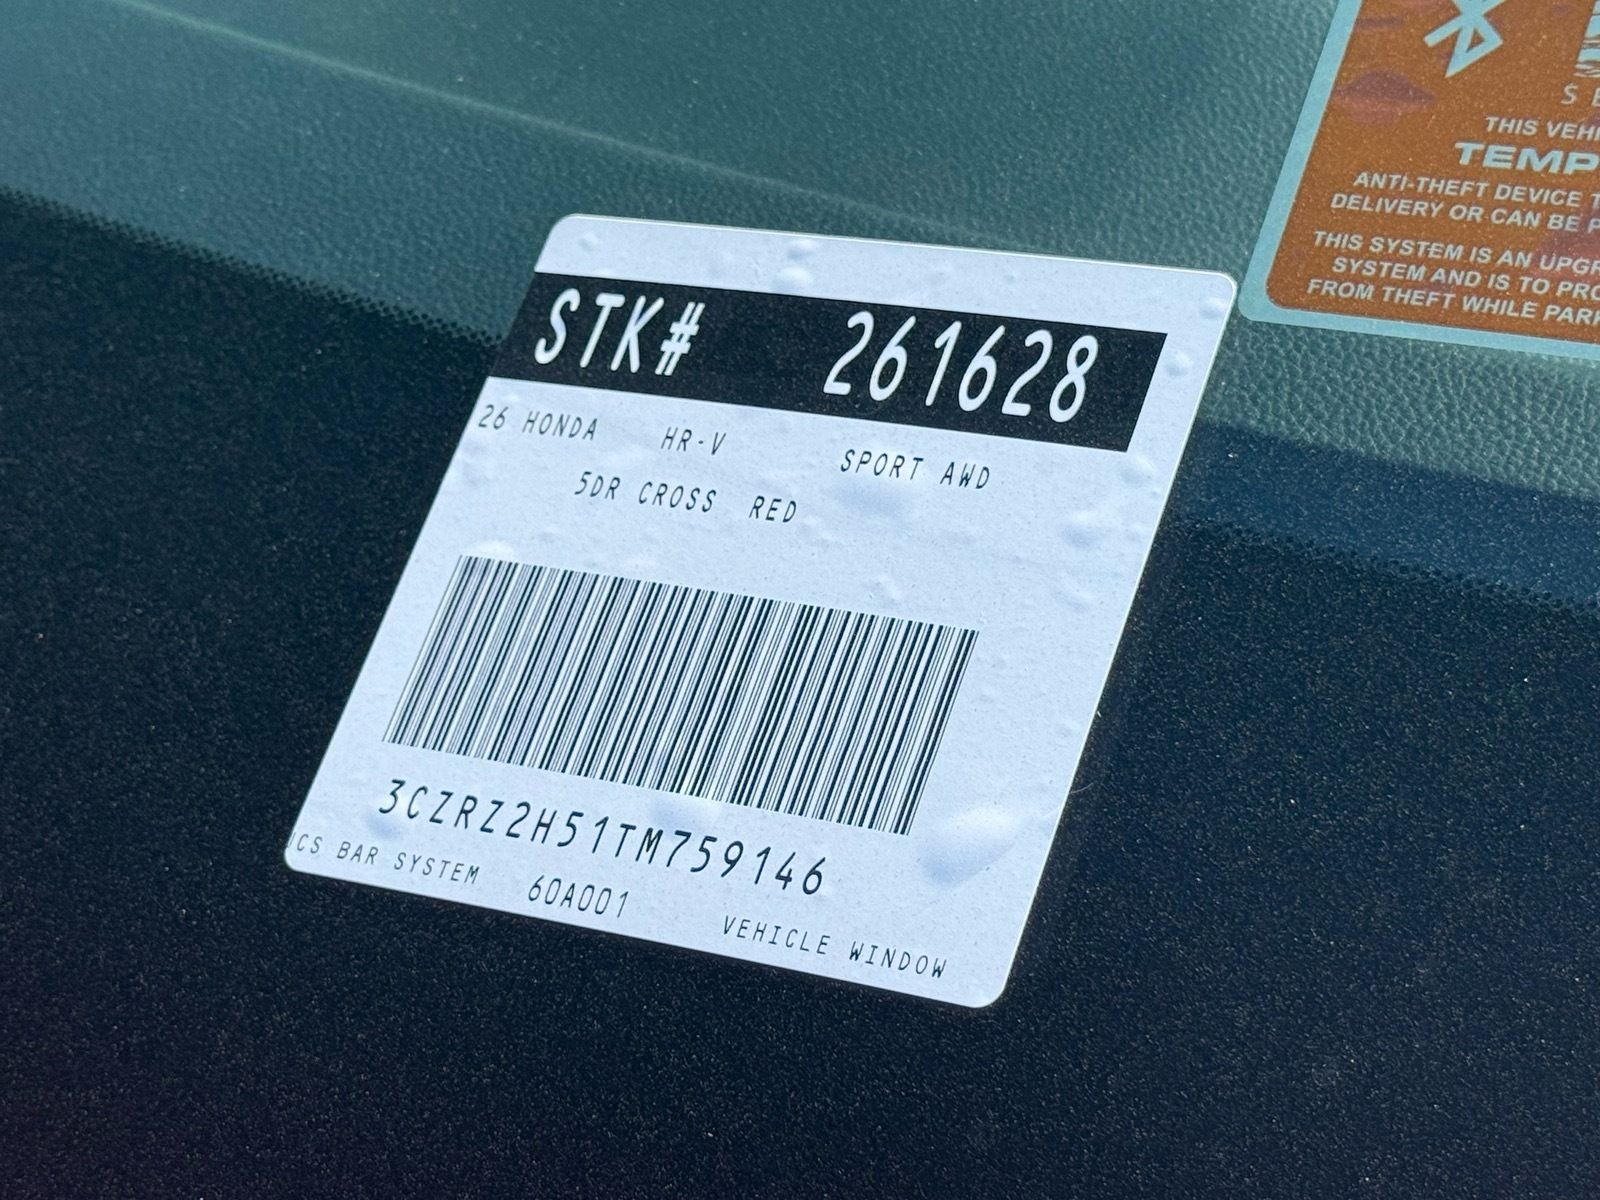 STK# 261628
26 HONDA HR-V SPORT AWD
5DR CROSS RED
3CZRZ2H51TM759146
CS BAR SYSTEM 60A001 VEHICLE WINDOW
THIS VEHI
TEMP
ANTI-THEFT DEVICE T
DELIVERY OR CAN BE P
THIS SYSTEM IS AN UPGR
SYSTEM AND IS TO PRO
FROM THEFT WHILE PARK